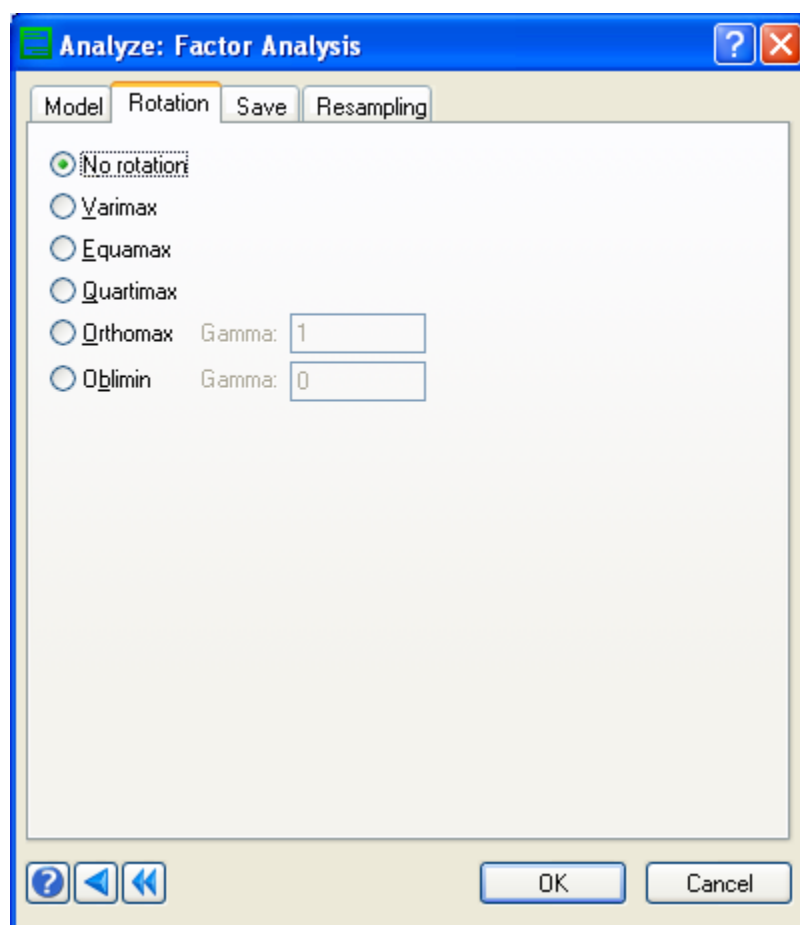 Analyze: Factor Analysis
Model Rotation Save Resampling
No rotation
Varimax
Equamax
Quartimax
Orthomax Gamma: 1
Oblimin Gamma: 0
OK Cancel